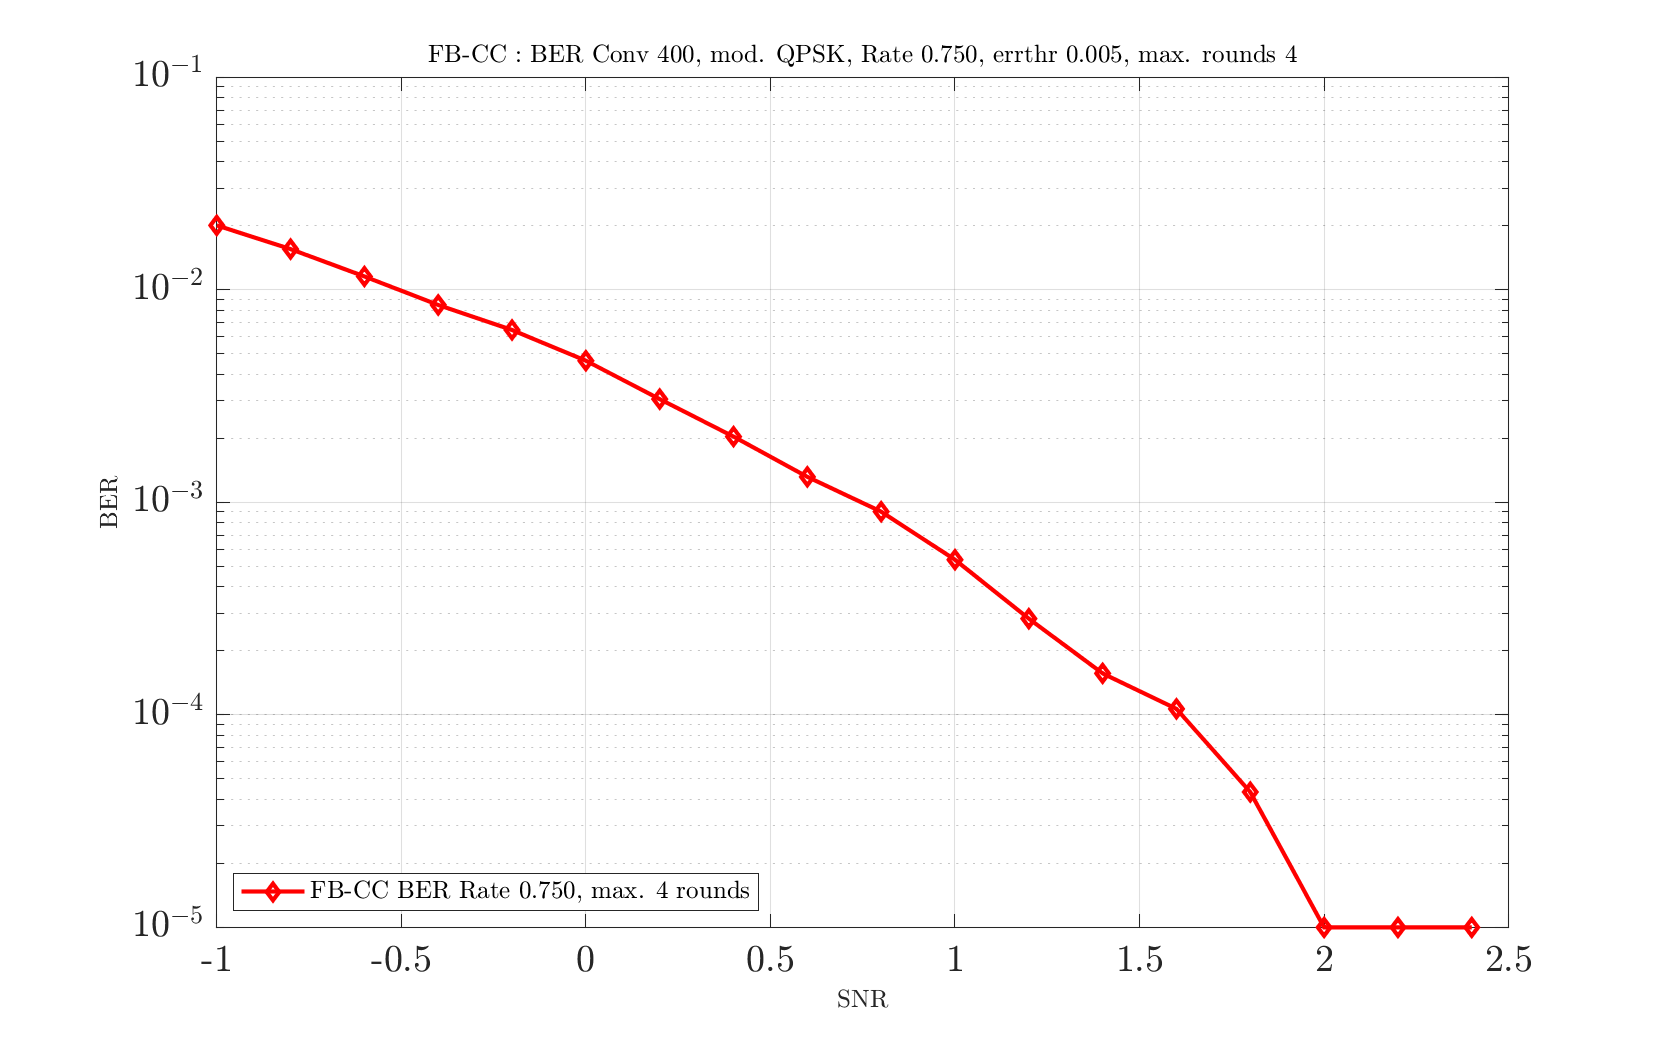 FB-CC : BER Conv 400, mod. QPSK, Rate 0.750, errthr 0.005, max. rounds 4
10^{-1}
10^{-2}
10^{-3}
10^{-4}
10^{-5}
BER
FB-CC BER Rate 0.750, max. 4 rounds
-1 -0.5 0 0.5 1 1.5 2 2.5
SNR